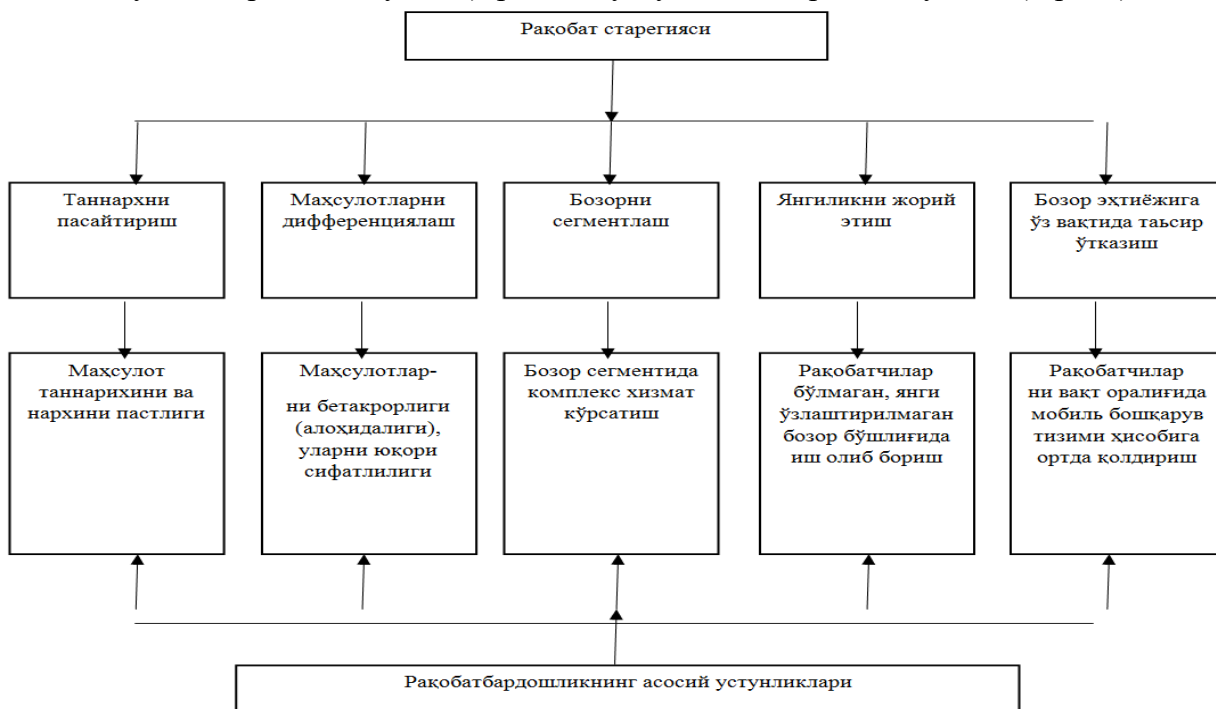 Рақобат старегияси
Таннархни
пасайтириш
Маҳсулотларни
дифференциялаш
Бозорни
сегментлаш
Янгиликни жорий
этиш
Бозор эҳтиёжига
ўз вақтида таьсир
ўтказиш
Маҳсулот
таннарихини ва
нархини пастлиги
Маҳсулотлар-
ни бетакрорлиги
(алоҳидалиги),
уларни юқори
сифатлилиги
Бозор сегментида
комплекс хизмат
кўрсатиш
Рақобатчилар
бўлмаган, янги
ўзлаштирилмаган
бозор бўшлиғида
иш олиб бориш
Рақобатчилар
ни вақт оралиғида
мобиль бошқарув
тизими ҳисобига
ортда қолдириш
Рақобатбардошликнинг асосий устунликлари